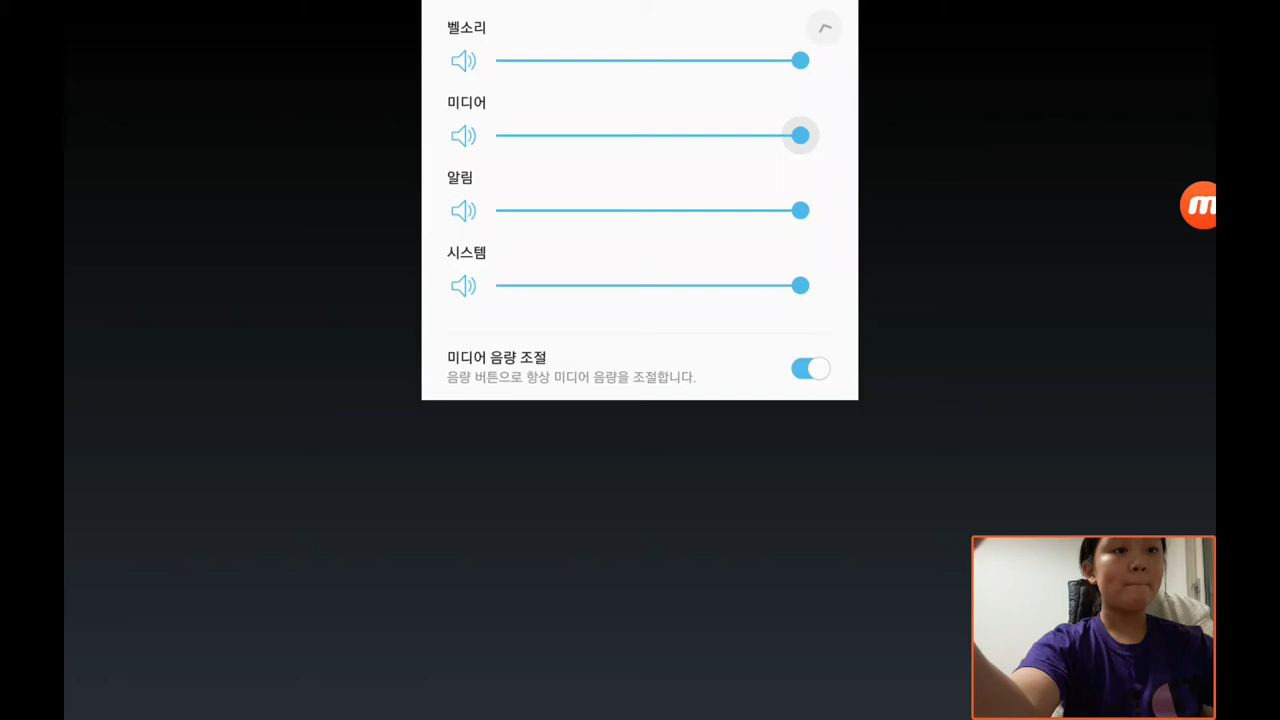 벨소리
미디어
알림
시스템
미디어 음량 조절
음량 버튼으로 항상 미디어 음량을 조절합니다.